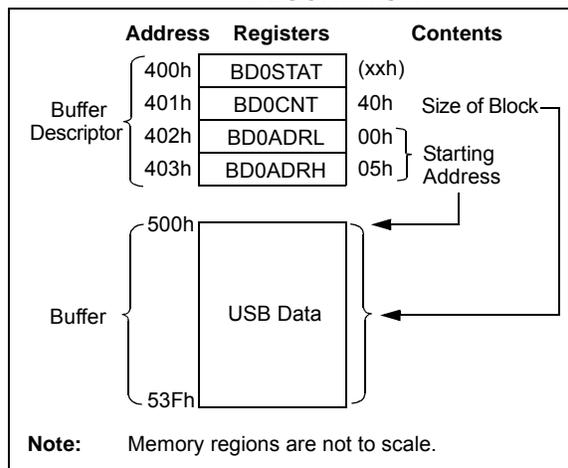 Address Registers Contents
400h BD0STAT (xxh)
Buffer Descriptor
401h BD0CNT 40h Size of Block
402h BD0ADRL 00h
403h BD0ADRH 05h
Starting Address
500h
Buffer
USB Data
53Fh
Note: Memory regions are not to scale.